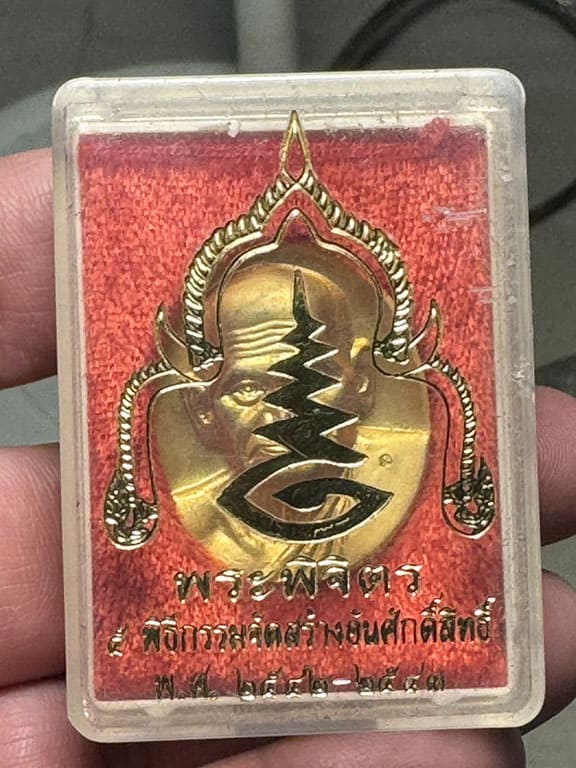 พระพิจิตร
๕ พิธีกรรมจัดสร้างอันศักดิ์สิทธิ์
พ.ศ. ๒๕๔๒-๒๕๔๓